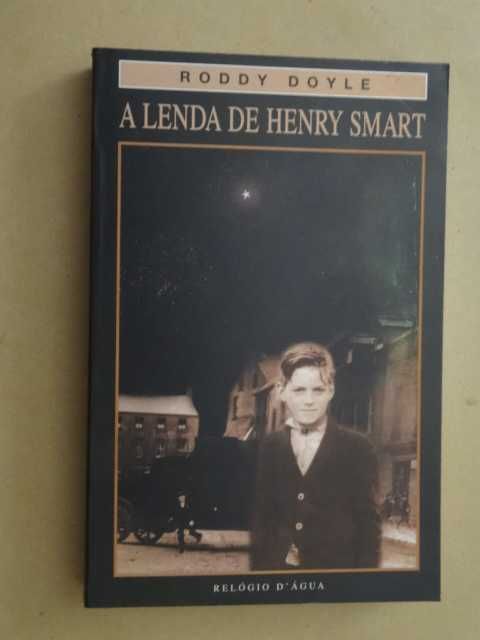 RODDY DOYLE
A LENDA DE HENRY SMART
RELÓGIO D'ÁGUA